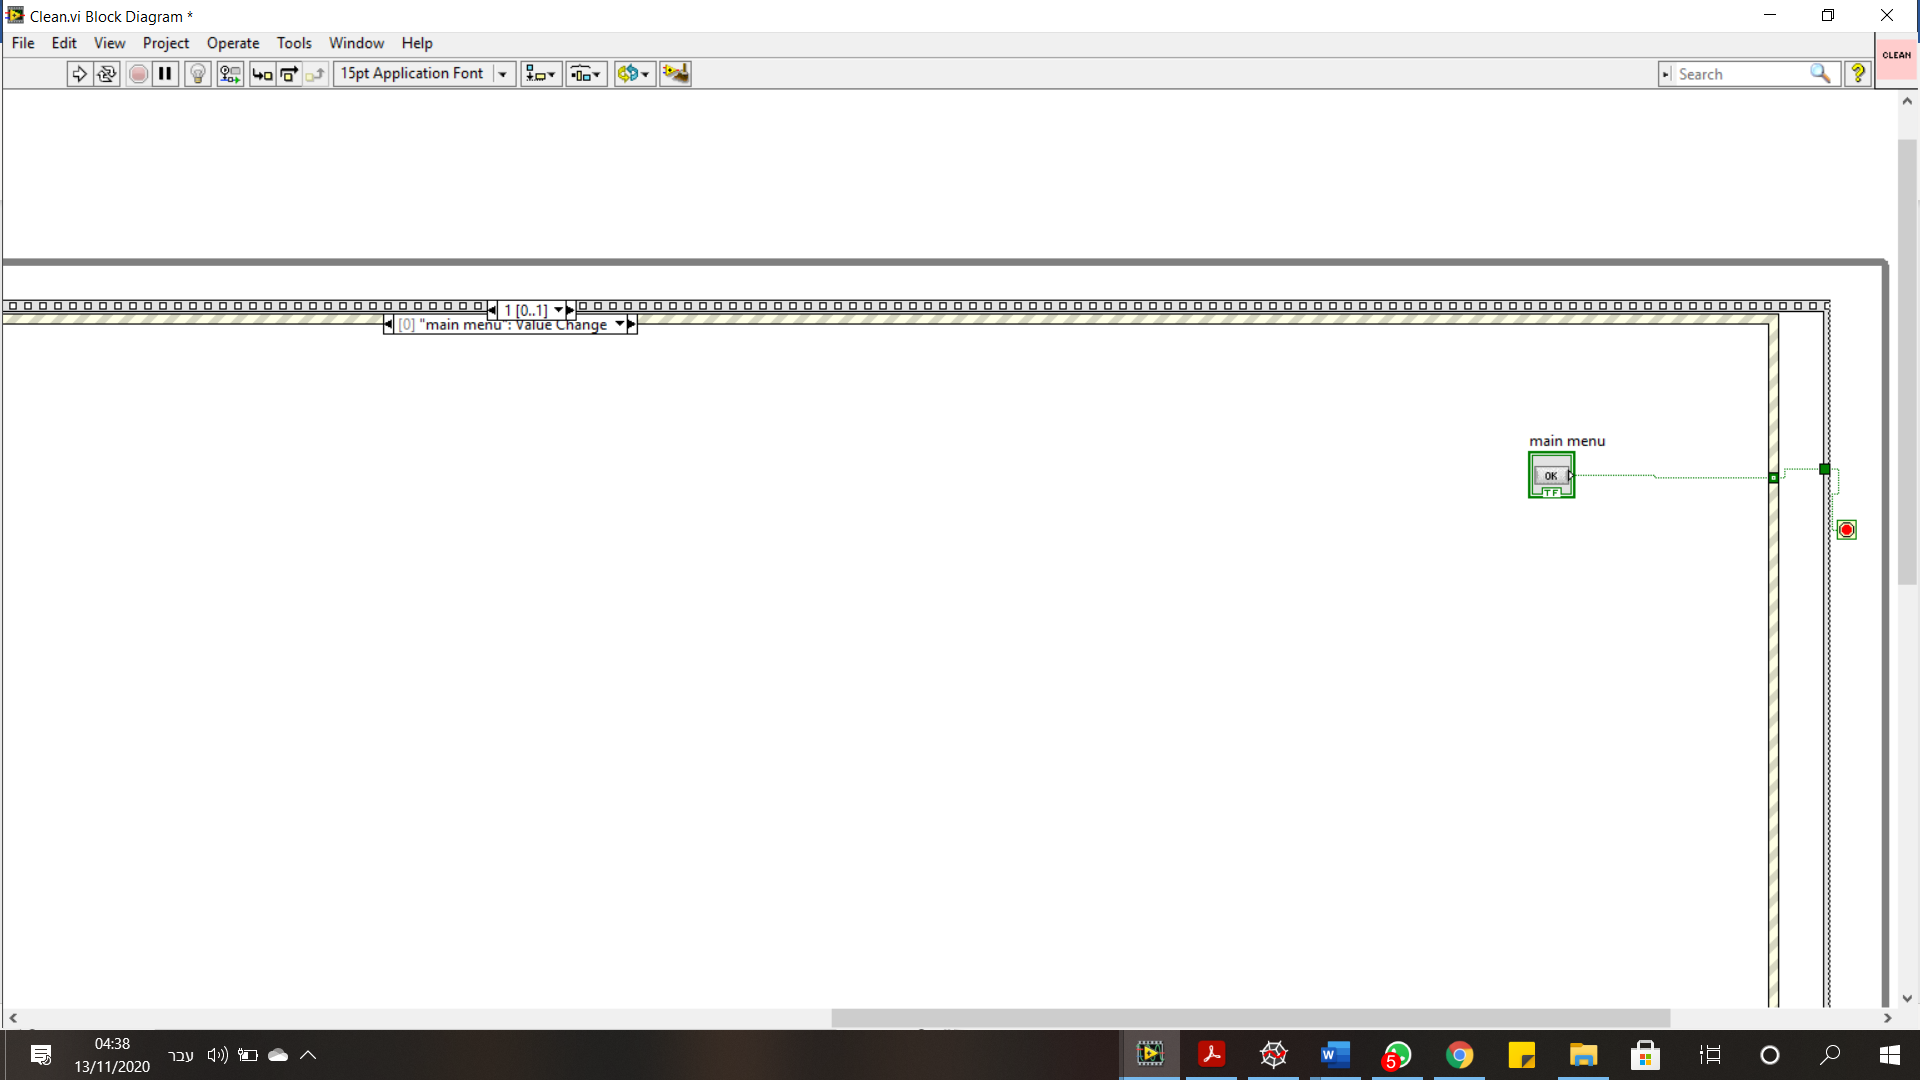 Clean.vi Block Diagram *
File Edit View Project Operate Tools Window Help
15pt Application Font
Search
?
CLEAN
1 [0..1]
[0] "main menu": Value Change
main menu
OK
TF
04:38
13/11/2020
עבר
W
5